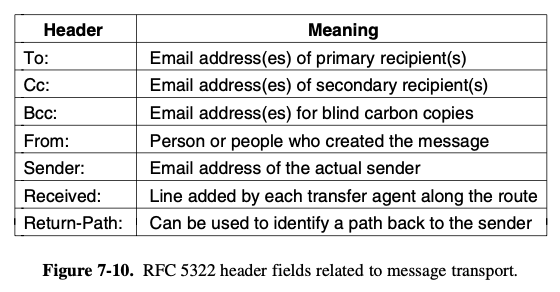 Header Meaning
To: Email address(es) of primary recipient(s)
Cc: Email address(es) of secondary recipient(s)
Bcc: Email address(es) for blind carbon copies
From: Person or people who created the message
Sender: Email address of the actual sender
Received: Line added by each transfer agent along the route
Return-Path: Can be used to identify a path back to the sender
Figure 7-10. RFC 5322 header fields related to message transport.